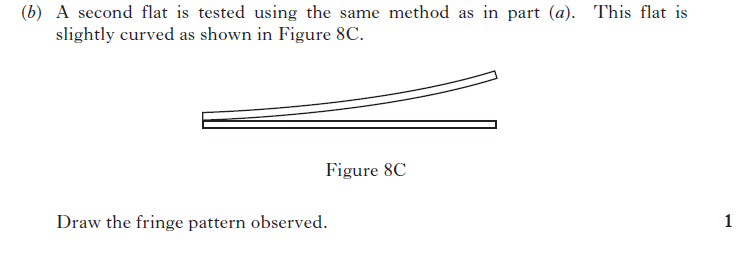 (b) A second flat is tested using the same method as in part (a). This flat is
slightly curved as shown in Figure 8C.
Figure 8C
Draw the fringe pattern observed. 1